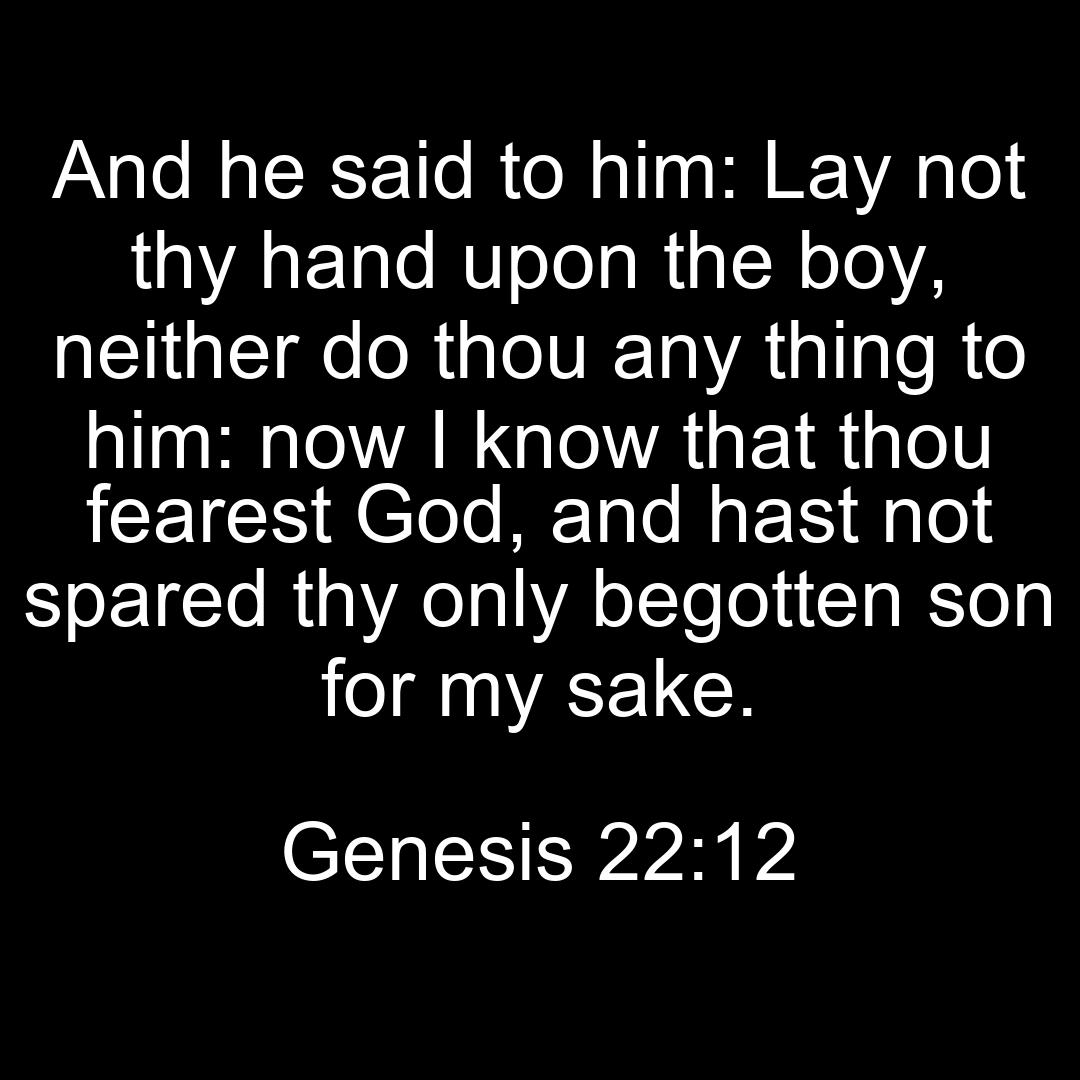 And he said to him: Lay not
thy hand upon the boy,
neither do thou any thing to
him: now I know that thou
fearest God, and hast not
spared thy only begotten son
for my sake.
Genesis 22:12